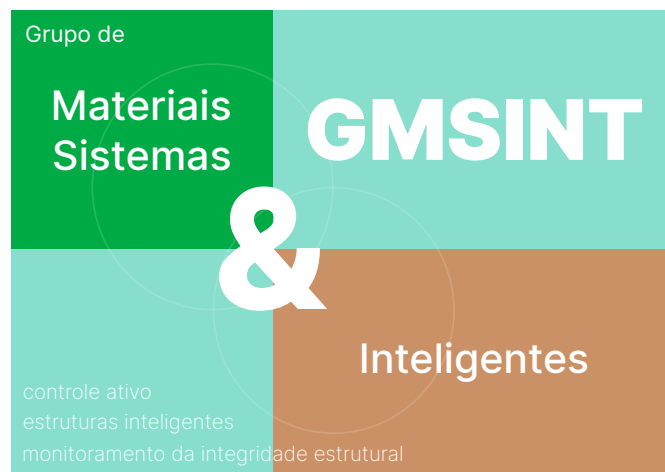 Grupo de
Materiais
Sistemas
GMSINT
&
Inteligentes
controle ativo
estruturas inteligentes
monitoramento da integridade estrutural